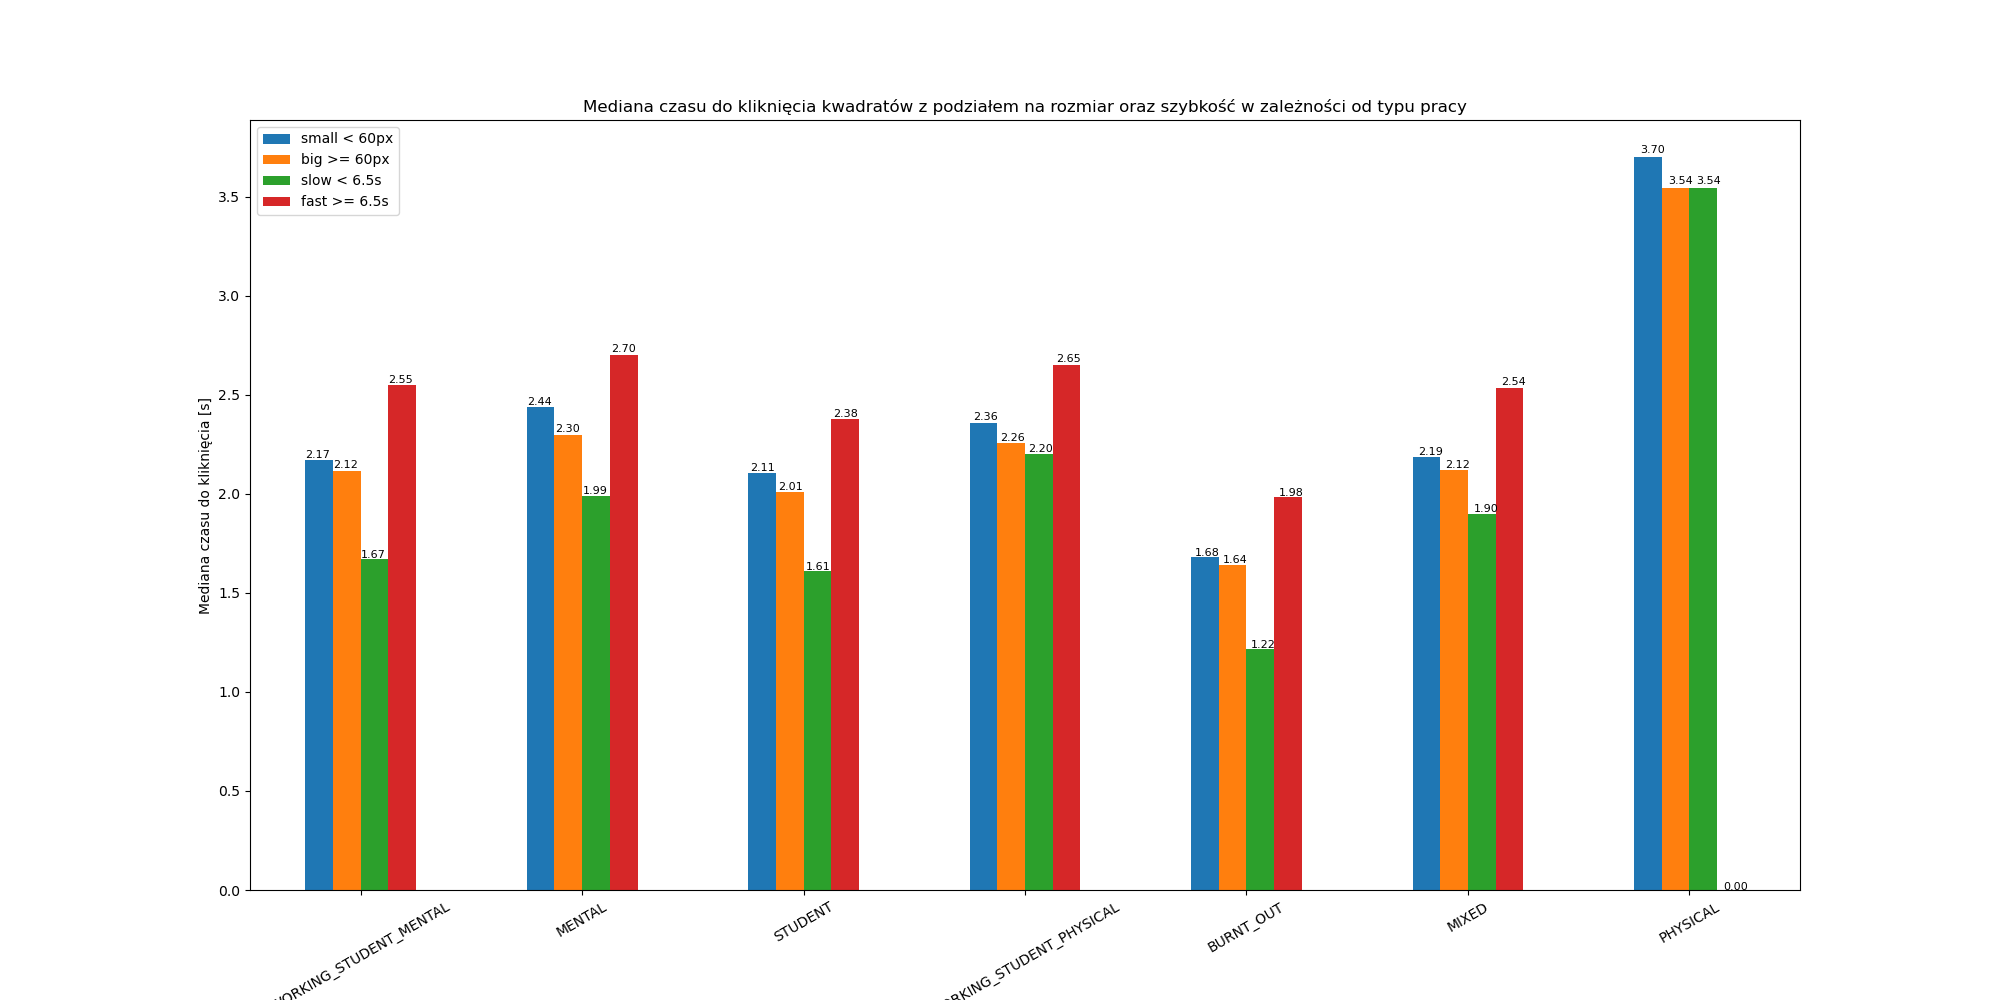 Mediana czasu do kliknięcia kwadratów z podziałem na rozmiar oraz szybkość w zależności od typu pracy
small < 60px
big >= 60px
slow < 6.5s
fast >= 6.5s
Mediana czasu do kliknięcia [s]
3.5
3.0
2.5
2.0
1.5
1.0
0.5
0.0
2.17
2.12
1.67
2.55
2.44
2.30
1.99
2.70
2.11
2.01
1.61
2.38
2.36
2.26
2.20
2.65
1.68
1.64
1.22
1.98
2.19
2.12
1.90
2.54
3.70
3.54
3.54
0.00
ORKING_STUDENT_MENTAL
MENTAL
STUDENT
RKING_STUDENT_PHYSICAL
BURNT_OUT
MIXED
PHYSICAL